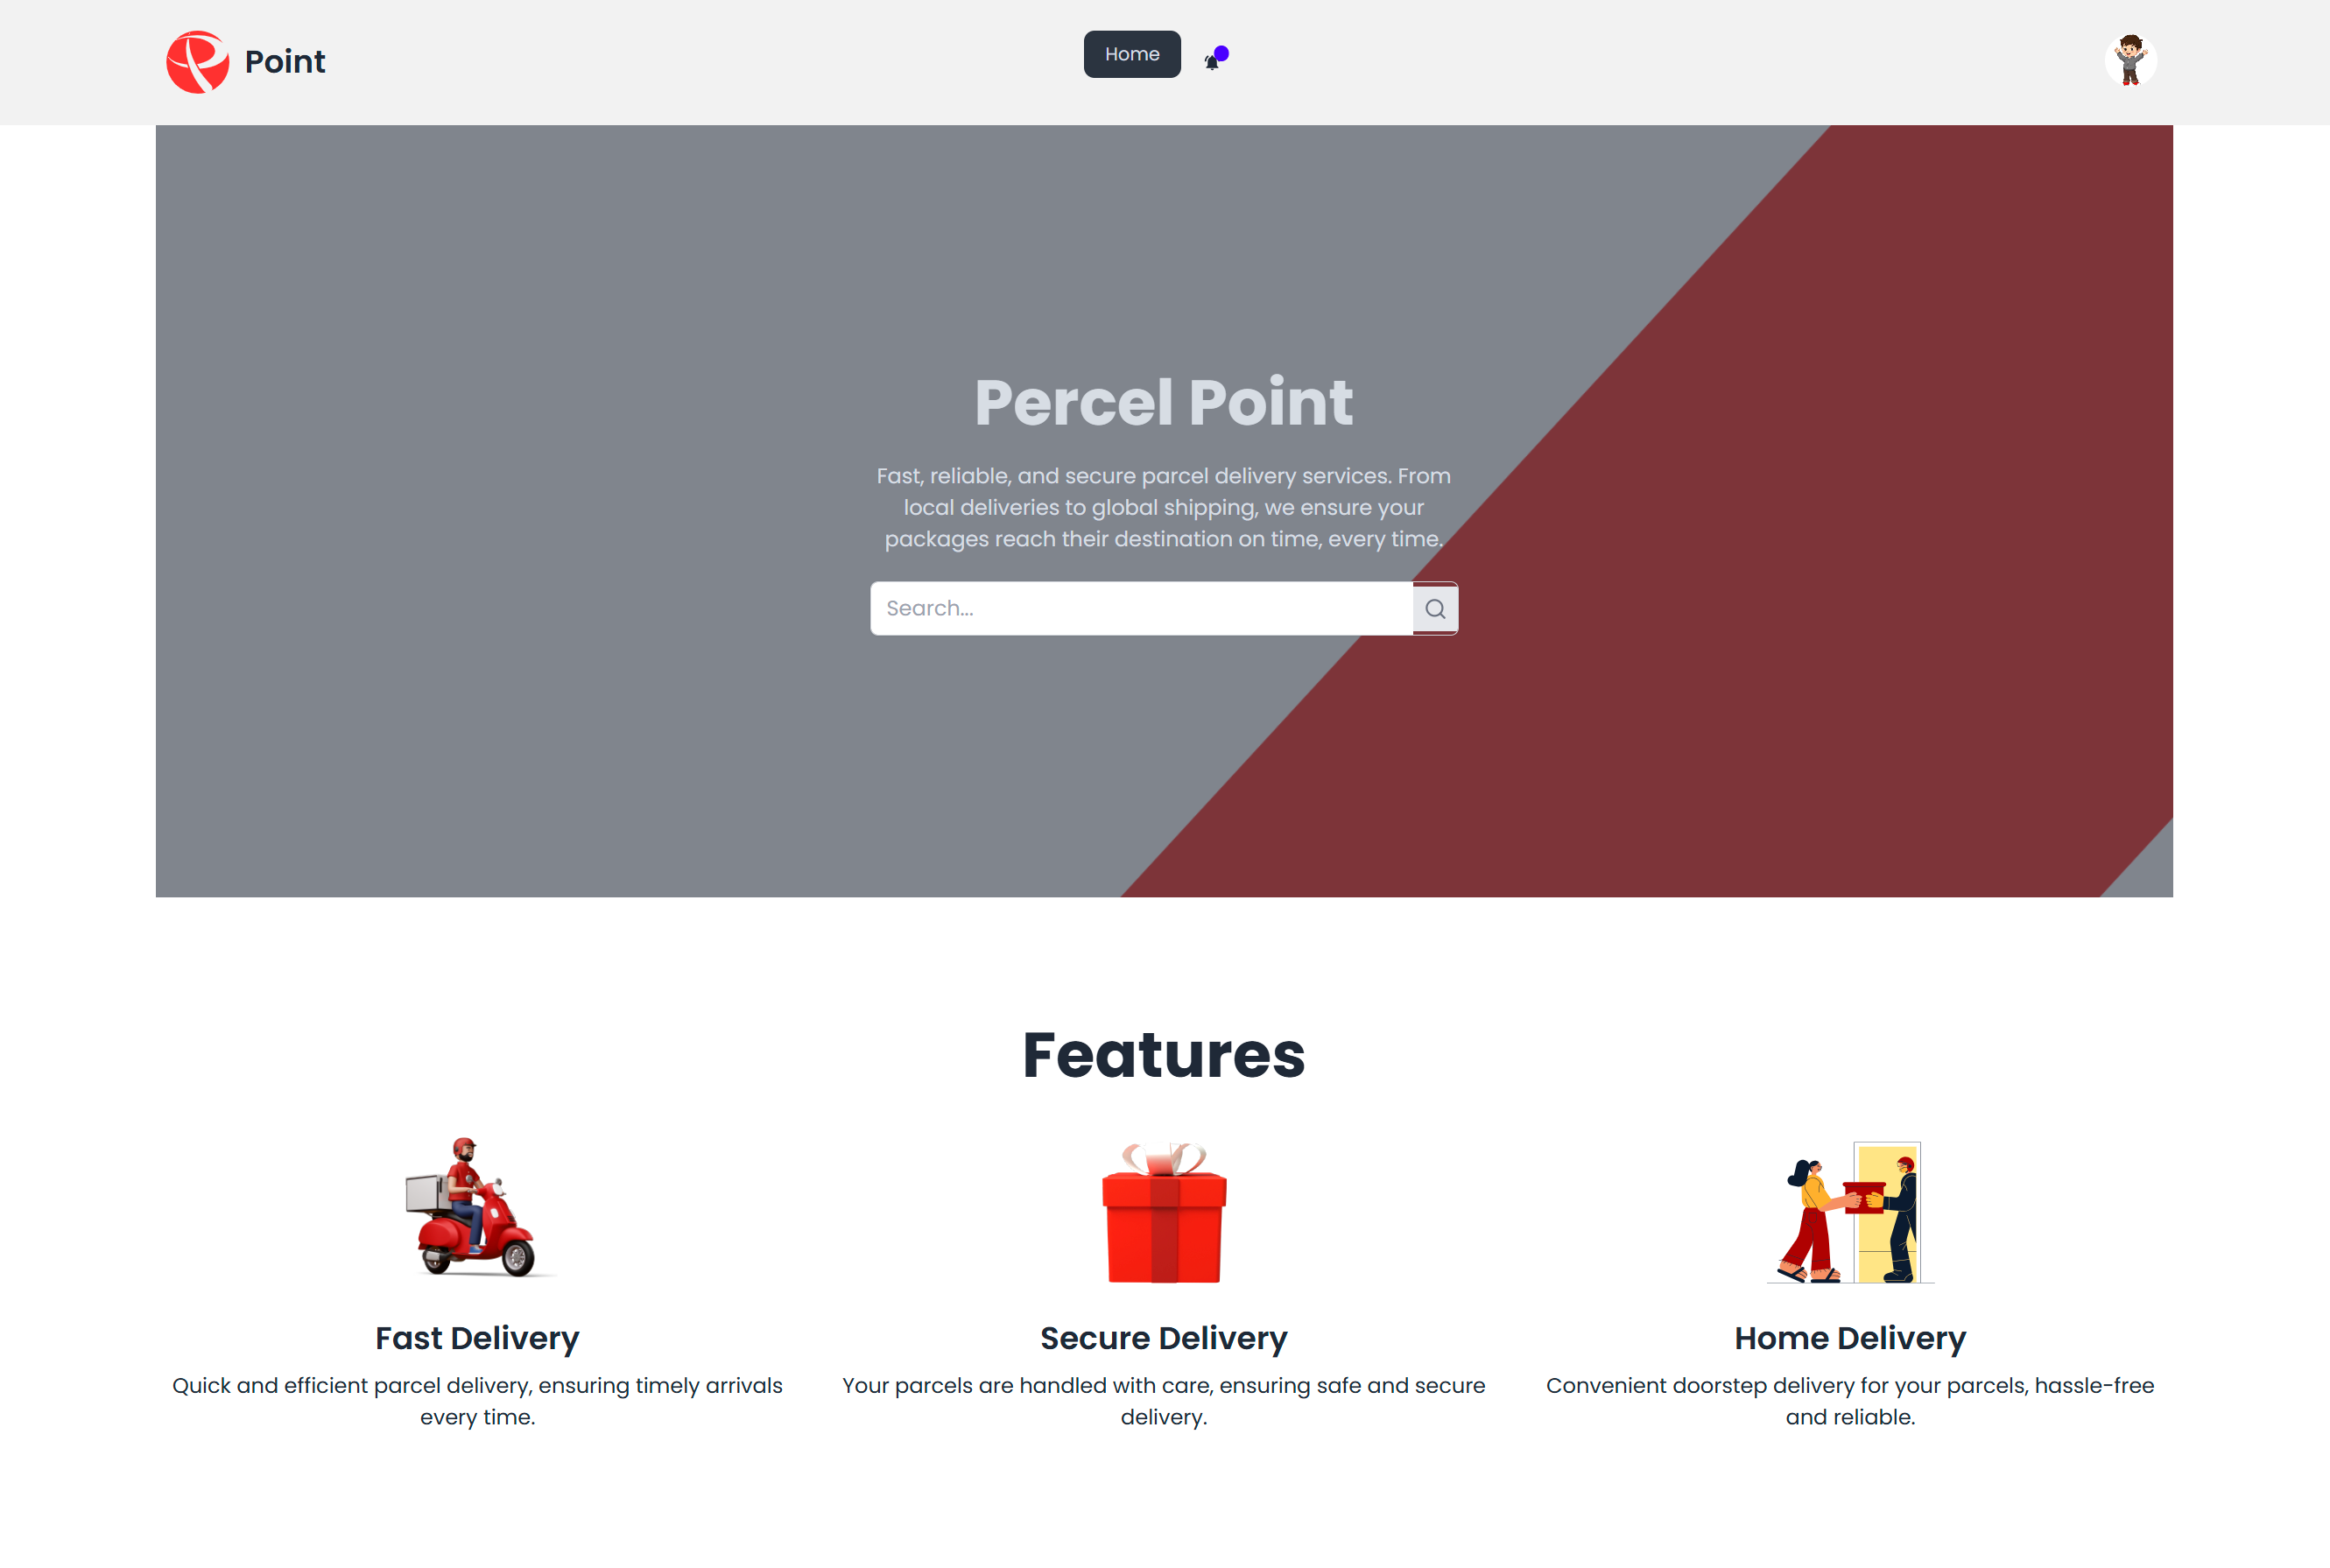 Point
Home
Percel Point
Fast, reliable, and secure parcel delivery services. From
local deliveries to global shipping, we ensure your
packages reach their destination on time, every time.
Search...
Features
Fast Delivery
Quick and efficient parcel delivery, ensuring timely arrivals
every time.
Secure Delivery
Your parcels are handled with care, ensuring safe and secure
delivery.
Home Delivery
Convenient doorstep delivery for your parcels, hassle-free
and reliable.